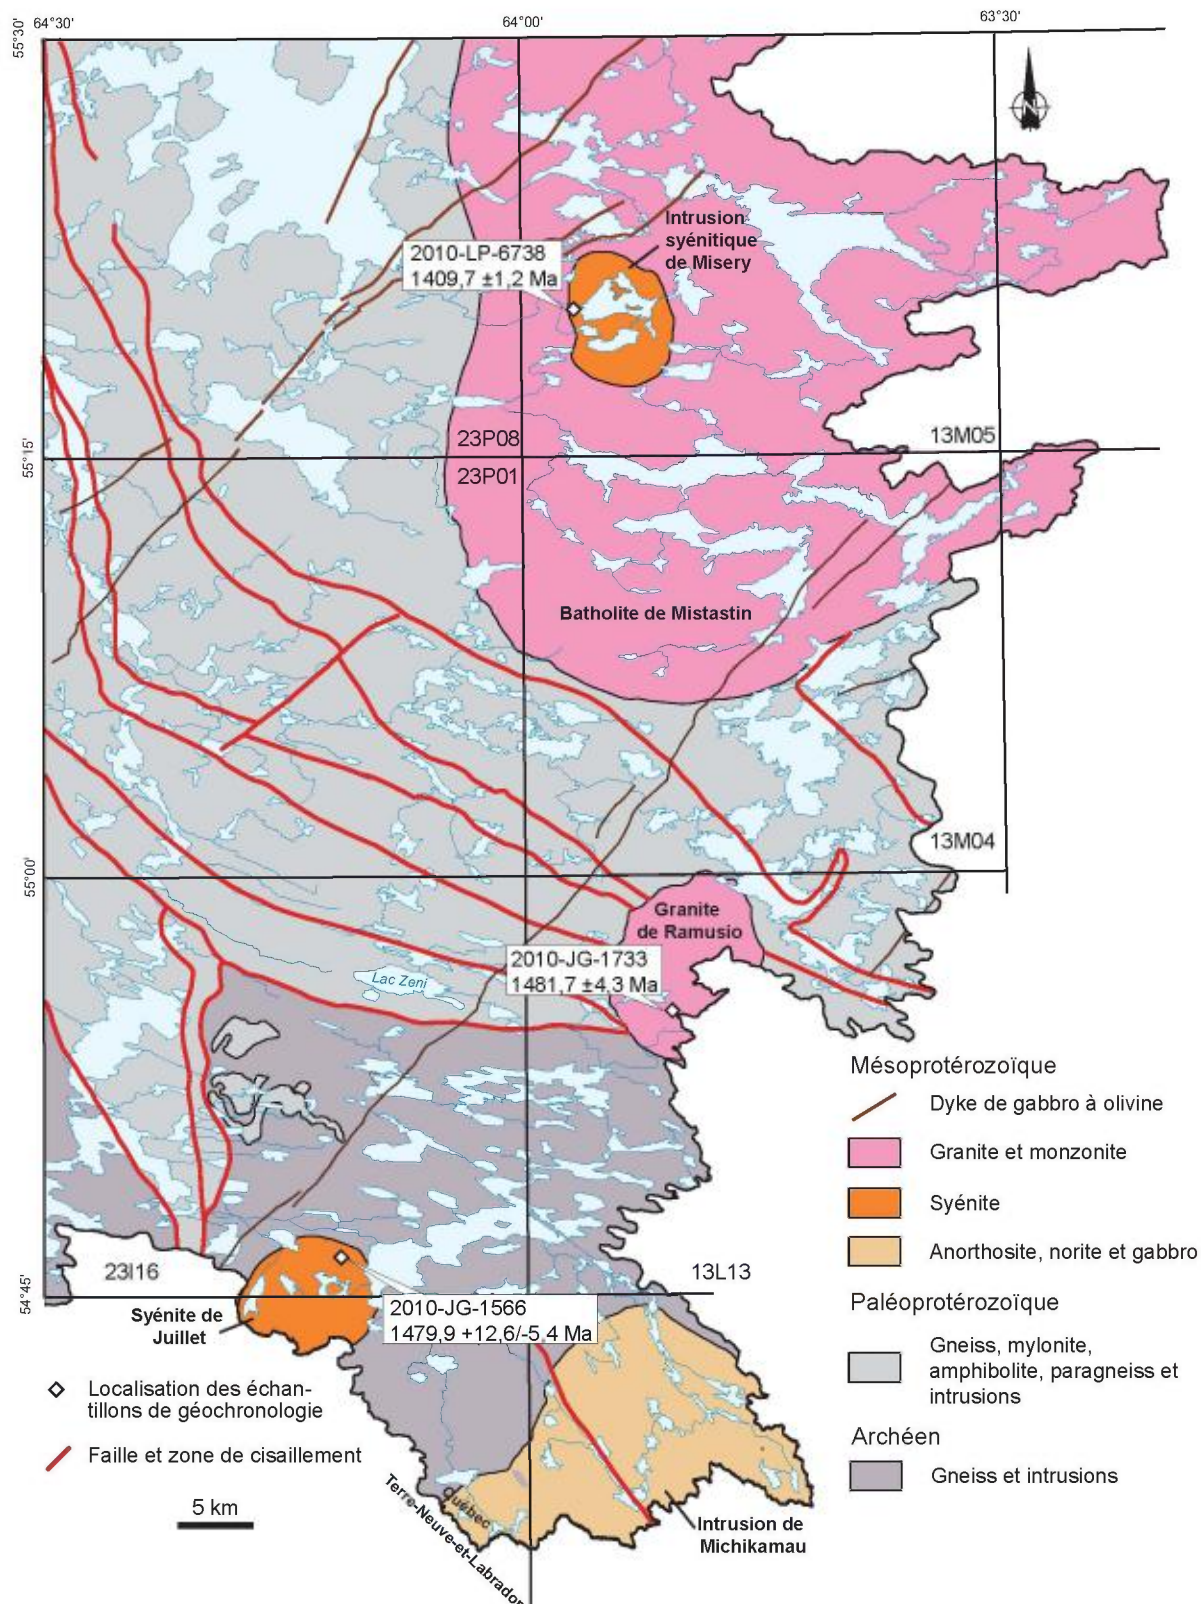 64°30'
64°00'
63°30'
55°30'
N
Intrusion
syénitique
de Misery
2010-LP-6738
1409,7 ±1,2 Ma
23P08
13M05
55°15'
23P01
Batholite de Mistastin
13M04
55°00'
Granite
de Ramusio
2010-JG-1733
1481,7 ±4,3 Ma
Lac Zeni
Mésoprotérozoïque
Dyke de gabbro à olivine
Granite et monzonite
Syénite
Anorthosite, norite et gabbro
Paléoprotérozoïque
Gneiss, mylonite,
amphibolite, paragneiss et
intrusions
Archéen
Gneiss et intrusions
23I16
13L13
54°45'
Syénite de
Juillet
2010-JG-1566
1479,9 +12,6/-5,4 Ma
Localisation des échan-
tillons de géochronologie
Faille et zone de cisaillement
5 km
Québec
Terre-Neuve-et-Labrador
Intrusion de
Michikamau